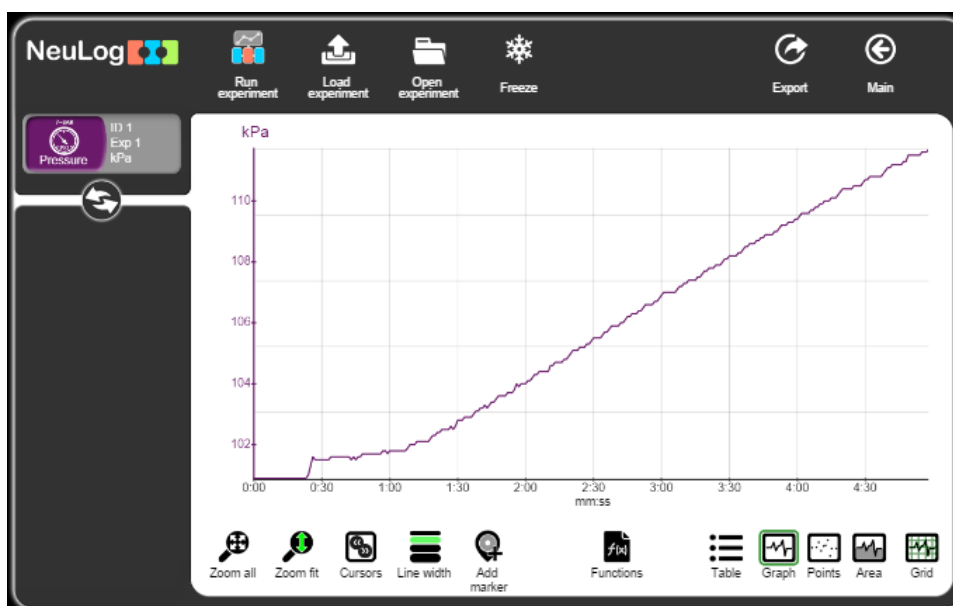 NeuLog
Run experiment
Load experiment
Open experiment
Freeze
Export
Main
Pressure
ID 1
Exp 1
kPa
kPa
110
108
106
104
102
0:00 0:30 1:00 1:30 2:00 2:30 3:00 3:30 4:00 4:30
mm:ss
Zoom all
Zoom fit
Cursors
Line width
Add marker
f(x)
Functions
Table
Graph
Points
Area
Grid